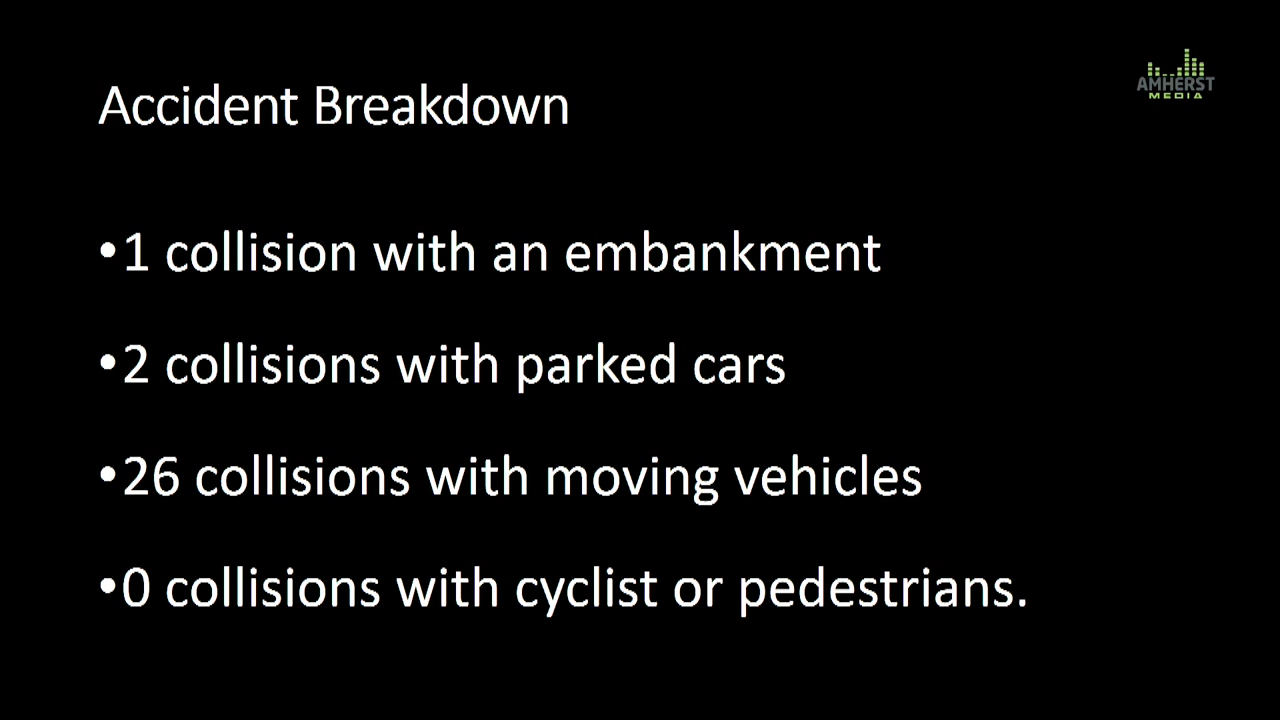 AMHERST
MEDIA
Accident Breakdown
•1 collision with an embankment
•2 collisions with parked cars
•26 collisions with moving vehicles
•0 collisions with cyclist or pedestrians.